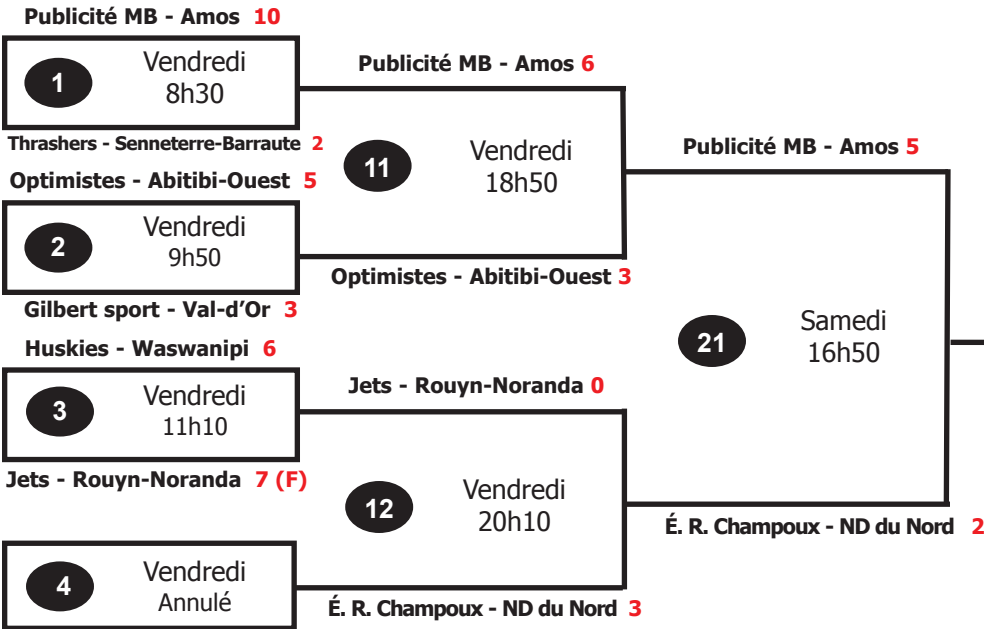 Publicité MB - Amos 10
1
Vendredi
8h30
Thrashers - Senneterre-Barraute 2
Optimistes - Abitibi-Ouest 5
2
Vendredi
9h50
Gilbert sport - Val-d’Or 3
Huskies - Waswanipi 6
3
Vendredi
11h10
Jets - Rouyn-Noranda 7 (F)
4
Vendredi
Annulé
Publicité MB - Amos 6
11
Vendredi
18h50
Optimistes - Abitibi-Ouest 3
Jets - Rouyn-Noranda 0
12
Vendredi
20h10
É. R. Champoux - ND du Nord 3
Publicité MB - Amos 5
21
Samedi
16h50
É. R. Champoux - ND du Nord 2